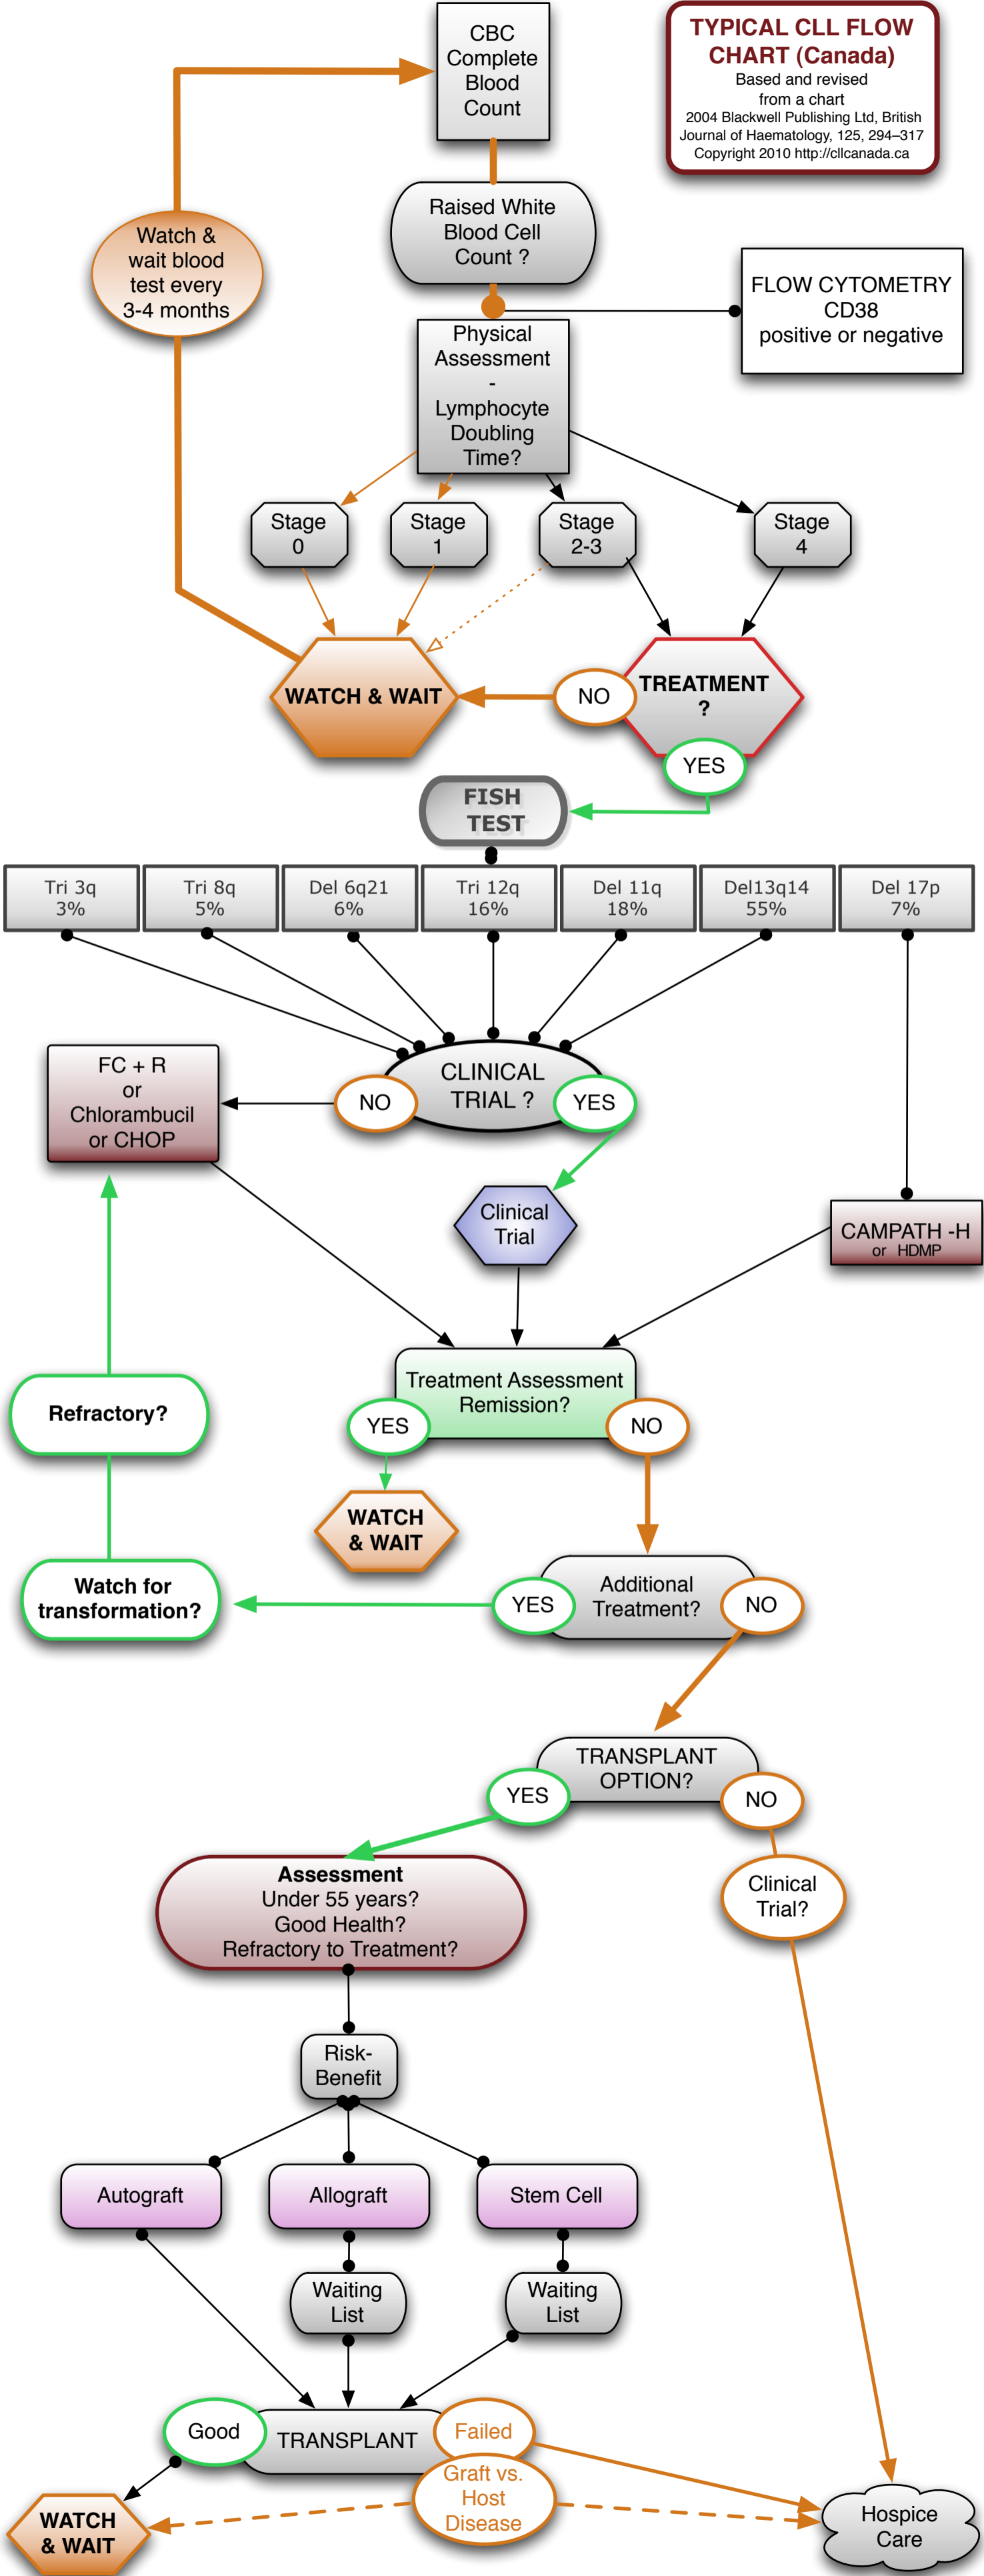 CBC
Complete
Blood
Count
TYPICAL CLL FLOW
CHART (Canada)
Based and revised
from a chart
2004 Blackwell Publishing Ltd, British
Journal of Haematology, 125, 294–317
Copyright 2010 http://cllcanada.ca
Raised White
Blood Cell
Count ?
Watch &
wait blood
test every
3-4 months
FLOW CYTOMETRY
CD38
positive or negative
Physical
Assessment
-
Lymphocyte
Doubling
Time?
Stage
0
Stage
1
Stage
2-3
Stage
4
WATCH & WAIT
NO
TREATMENT
?
YES
FISH
TEST
Tri 3q
3%
Tri 8q
5%
Del 6q21
6%
Tri 12q
16%
Del 11q
18%
Del13q14
55%
Del 17p
7%
FC + R
or
Chlorambucil
or CHOP
NO
CLINICAL
TRIAL ?
YES
Clinical
Trial
CAMPATH -H
or HDMP
Treatment Assessment
Remission?
YES
NO
Refractory?
WATCH
& WAIT
Watch for
transformation?
YES
Additional
Treatment?
NO
TRANSPLANT
OPTION?
YES
NO
Assessment
Under 55 years?
Good Health?
Refractory to Treatment?
Clinical
Trial?
Risk-
Benefit
Autograft
Allograft
Stem Cell
Waiting
List
Waiting
List
Good
TRANSPLANT
Failed
Graft vs.
Host
Disease
WATCH
& WAIT
Hospice
Care